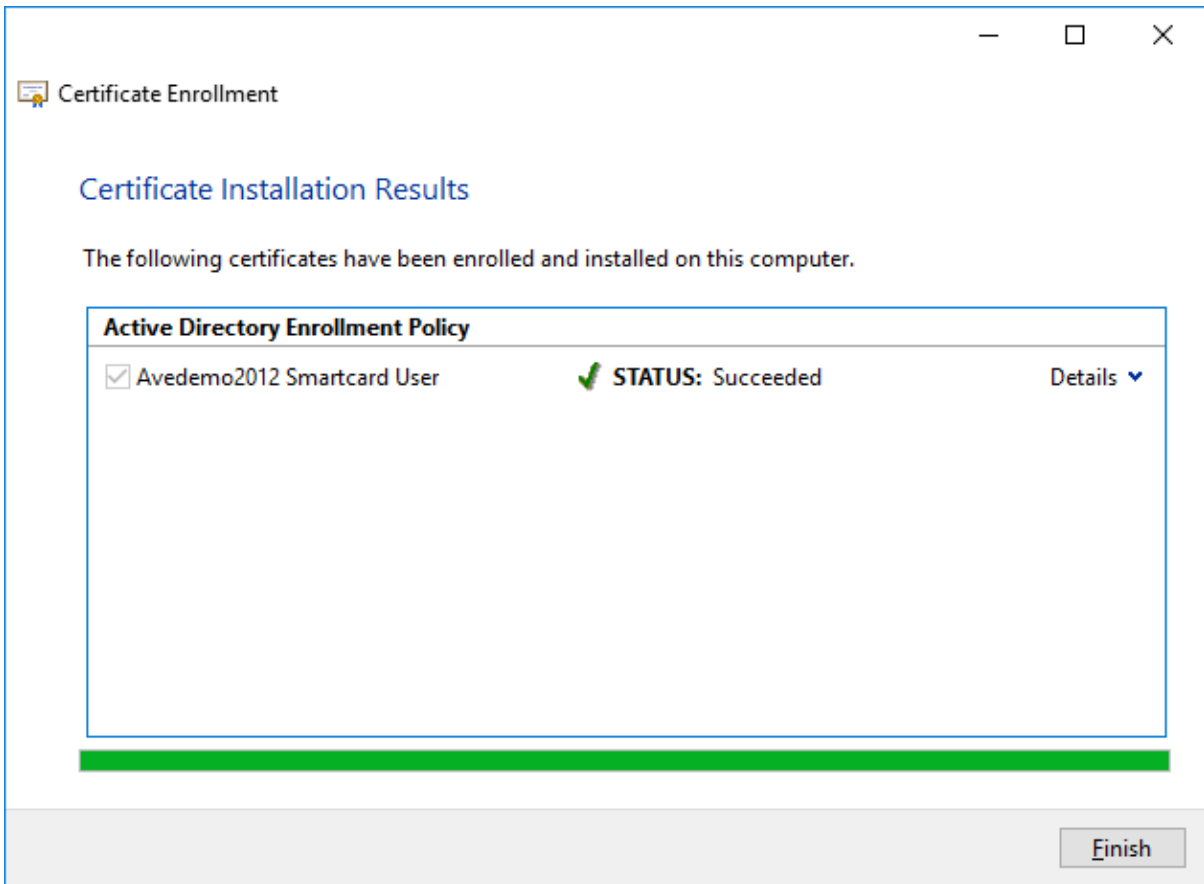 Certificate Enrollment
Certificate Installation Results
The following certificates have been enrolled and installed on this computer.
Active Directory Enrollment Policy
Avedemo2012 Smartcard User STATUS: Succeeded Details
Finish